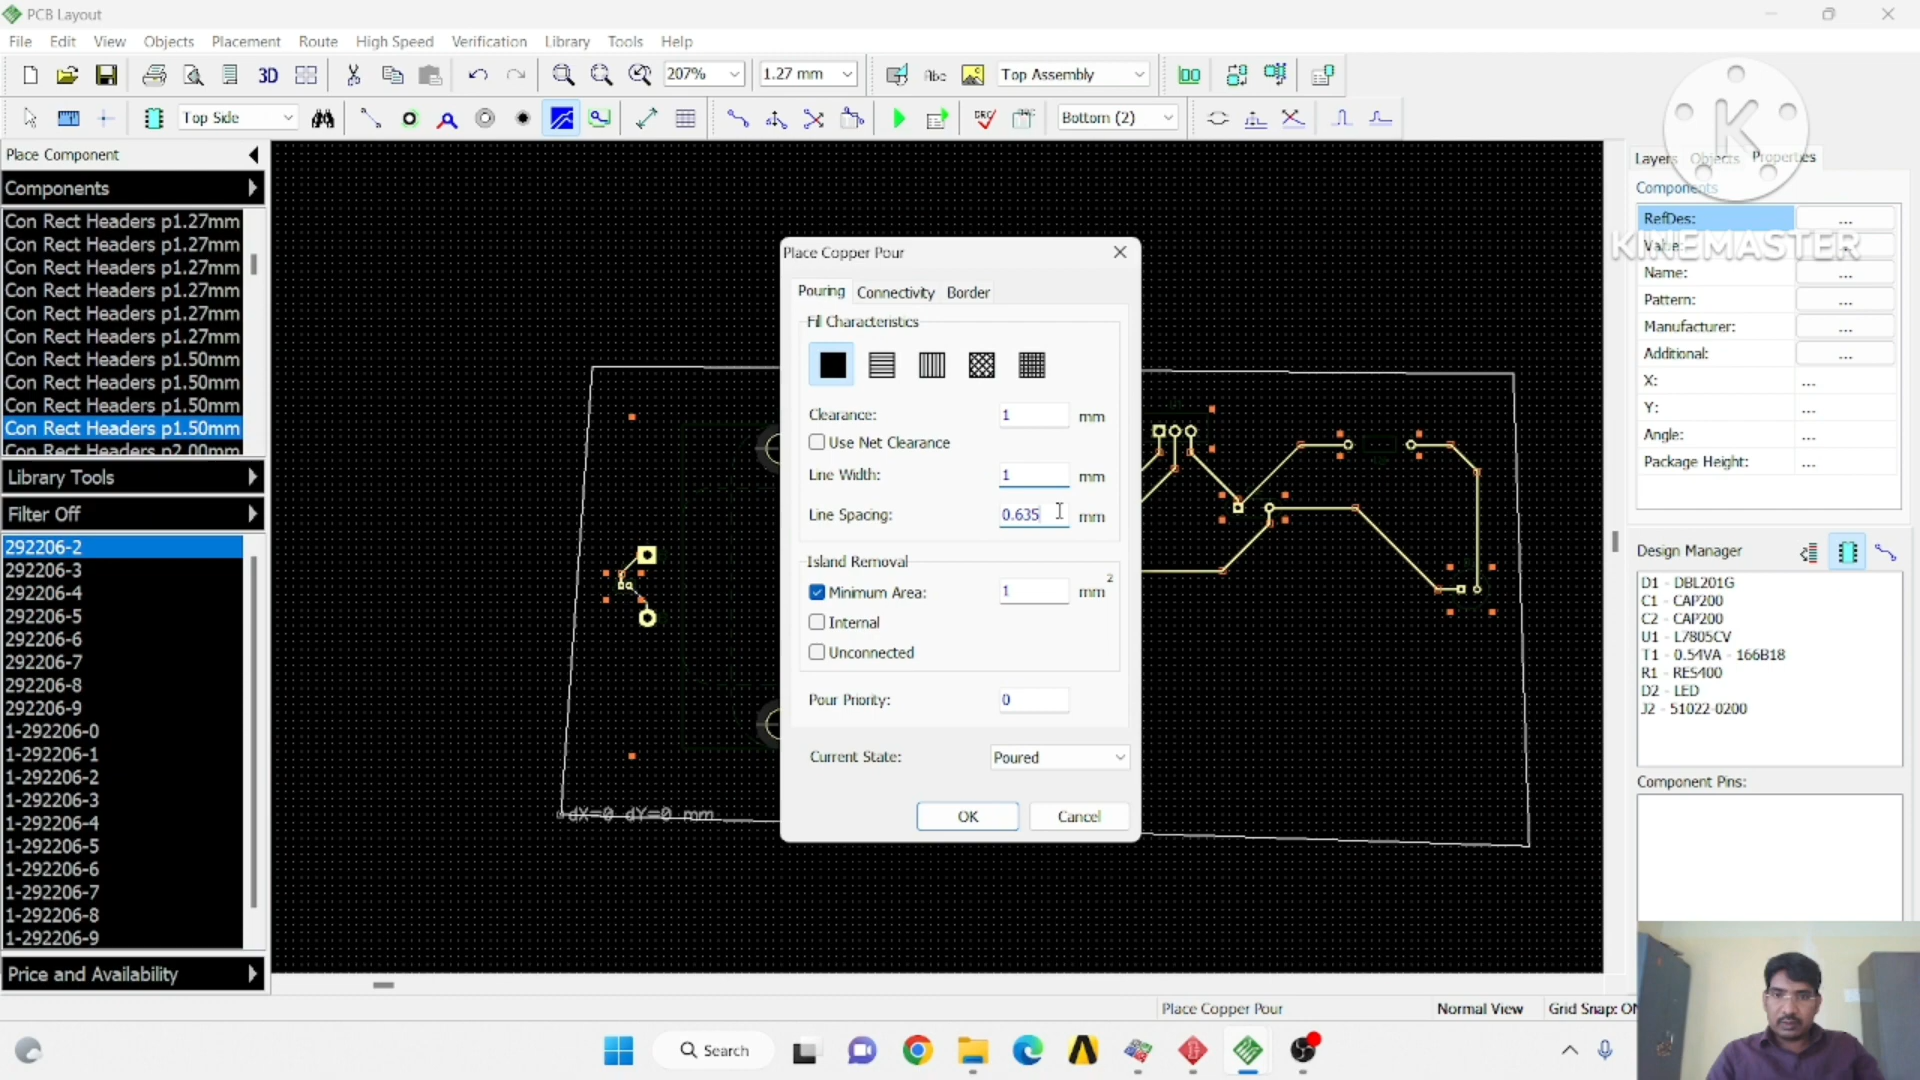 PCB Layout
File Edit View Objects Placement Route High Speed Verification Library Tools Help
3D 207% 1.27 mm Abc Top Assembly
Top Side DRC Bottom (2)
Place Component
Components
Con Rect Headers p1.27mm
Con Rect Headers p1.27mm
Con Rect Headers p1.27mm
Con Rect Headers p1.27mm
Con Rect Headers p1.27mm
Con Rect Headers p1.27mm
Con Rect Headers p1.50mm
Con Rect Headers p1.50mm
Con Rect Headers p1.50mm
Con Rect Headers p1.50mm
Con Rect Headers p2.00mm
Library Tools
Filter Off
292206-2
292206-3
292206-4
292206-5
292206-6
292206-7
292206-8
292206-9
1-292206-0
1-292206-1
1-292206-2
1-292206-3
1-292206-4
1-292206-5
1-292206-6
1-292206-7
1-292206-8
1-292206-9
Price and Availability
dX=0 dY=0 mm
Place Copper Pour
Pouring Connectivity Border
Fill Characteristics
Clearance: 1 mm
Use Net Clearance
Line Width: 1 mm
Line Spacing: 0.635 mm
Island Removal
Minimum Area: 1 mm 2
Internal
Unconnected
Pour Priority: 0
Current State: Poured
OK Cancel
Layers Objects Properties
Components
RefDes: ...
Value: ...
Name: ...
Pattern: ...
Manufacturer: ...
Additional: ...
X: ...
Y: ...
Angle: ...
Package Height: ...
K
KINEMASTER
Design Manager
D1 - DBL201G
C1 - CAP200
C2 - CAP200
U1 - L7805CV
T1 - 0.54VA - 166B18
R1 - RES400
D2 - LED
J2 - 51022-0200
Component Pins:
Place Copper Pour Normal View Grid Snap: ON
Search